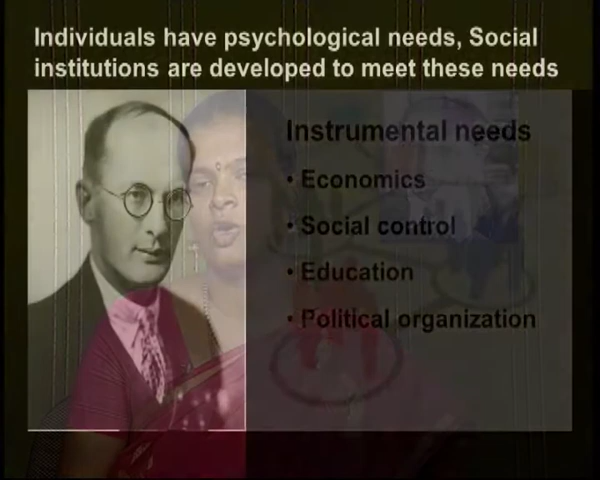 Individuals have psychological needs, Social
institutions are developed to meet these needs
Instrumental needs
• Economics
• Social control
• Education
• Political organization